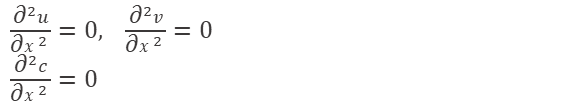 ∂²u/∂x² = 0, ∂²v/∂x² = 0
∂²c/∂x² = 0